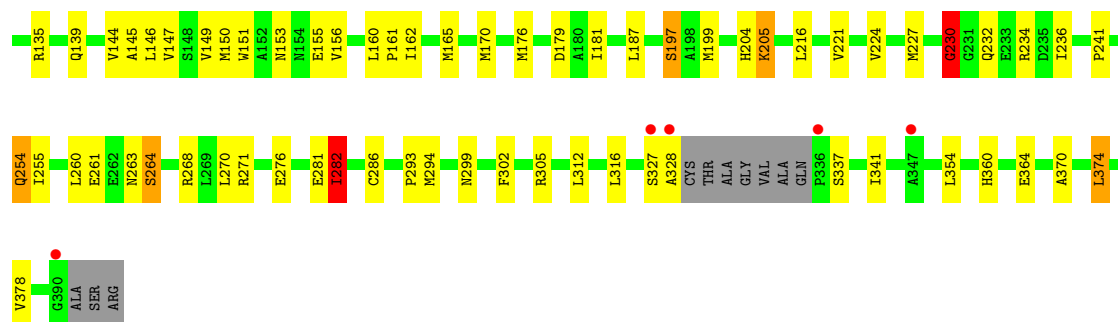 R135 Q139 V144 A145 L146 V147 S148 V149 M150 W151 A152 N153 N154 E155 V156 L160 P161 I162 M165 M170 M176 D179 A180 I181 L187 S197 A198 M199 H204 K205 L216 V221 V224 M227 G230 G231 Q232 E233 R234 D235 I236 P241
Q254 I255 L260 E261 E262 N263 S264 R268 L269 L270 R271 E276 E281 I282 C286 P293 M294 N299 F302 R305 L312 L316 S327 A328 CYS THR ALA GLY VAL ALA GLN P336 S337 I341 A347 L354 H360 E364 A370 L374
V378 G390 ALA SER ARG